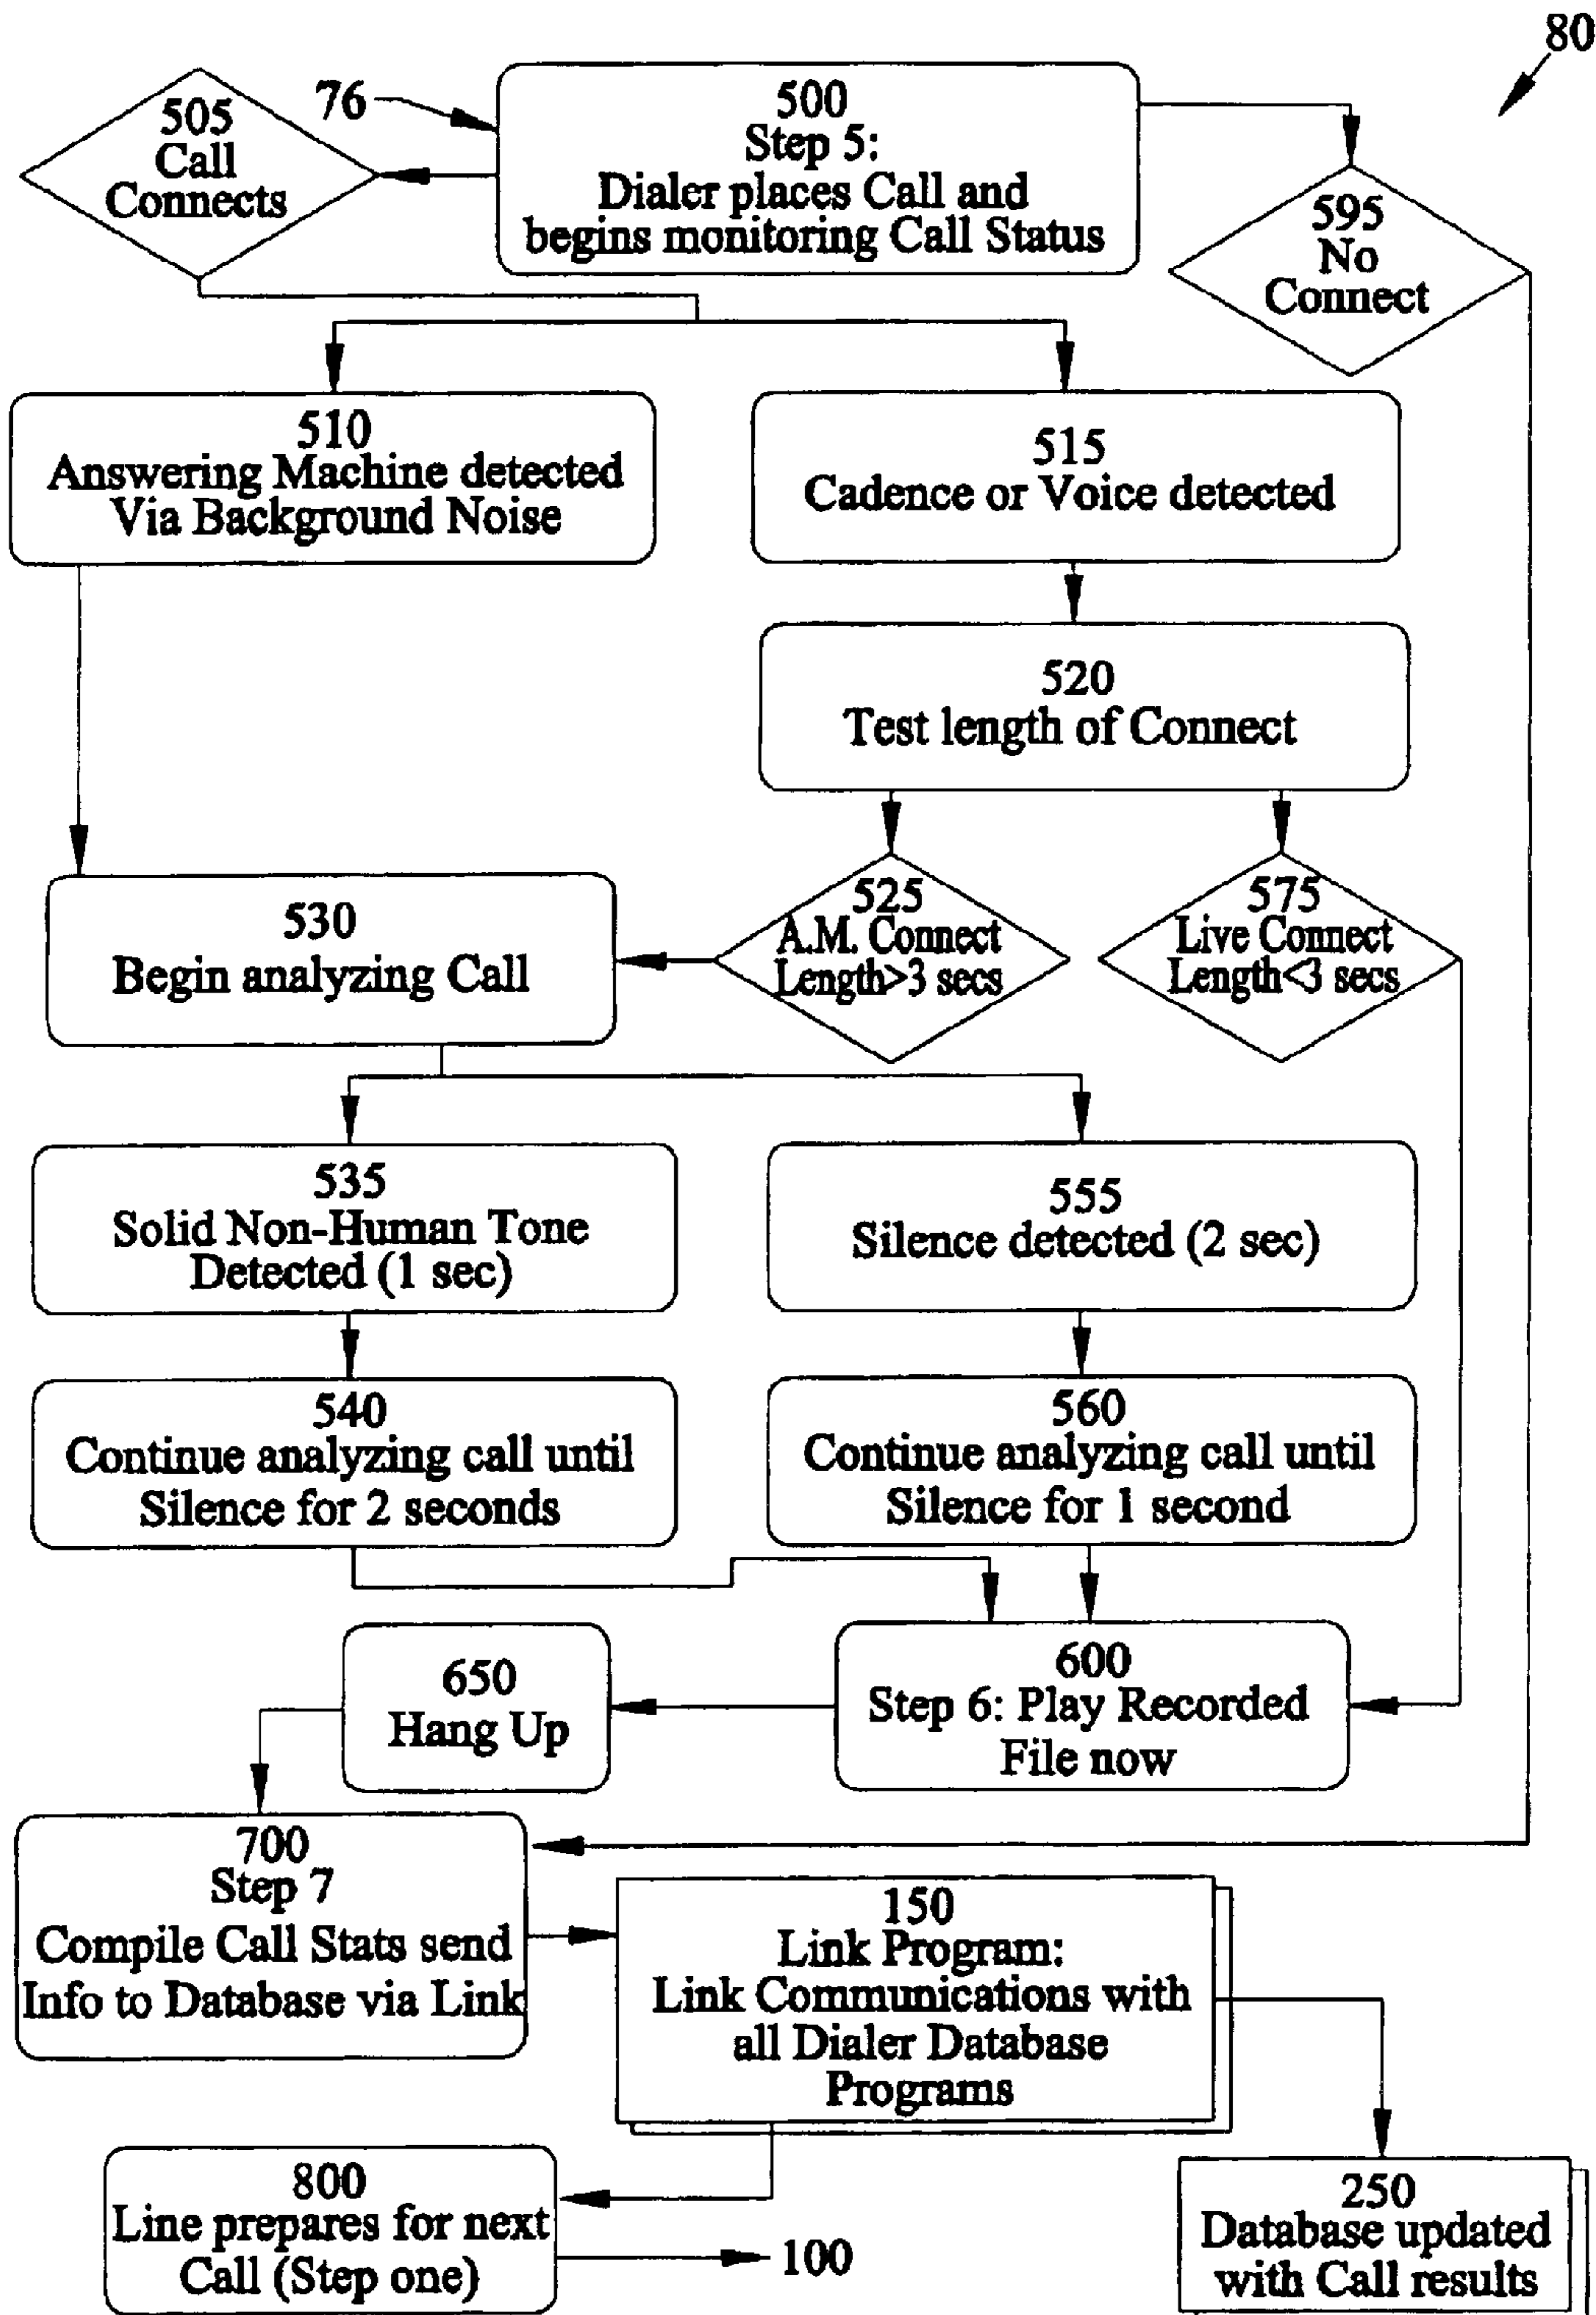 80
76
500
Step 5:
Dialer places Call and
begins monitoring Call Status
505
Call
Connects
595
No
Connect
510
Answering Machine detected
Via Background Noise
515
Cadence or Voice detected
520
Test length of Connect
530
Begin analyzing Call
525
A.M. Connect
Length>3 secs
575
Live Connect
Length<3 secs
535
Solid Non-Human Tone
Detected (1 sec)
555
Silence detected (2 sec)
540
Continue analyzing call until
Silence for 2 seconds
560
Continue analyzing call until
Silence for 1 second
650
Hang Up
600
Step 6: Play Recorded
File now
700
Step 7
Compile Call Stats send
Info to Database via Link
150
Link Program:
Link Communications with
all Dialer Database
Programs
800
Line prepares for next
Call (Step one)
100
250
Database updated
with Call results